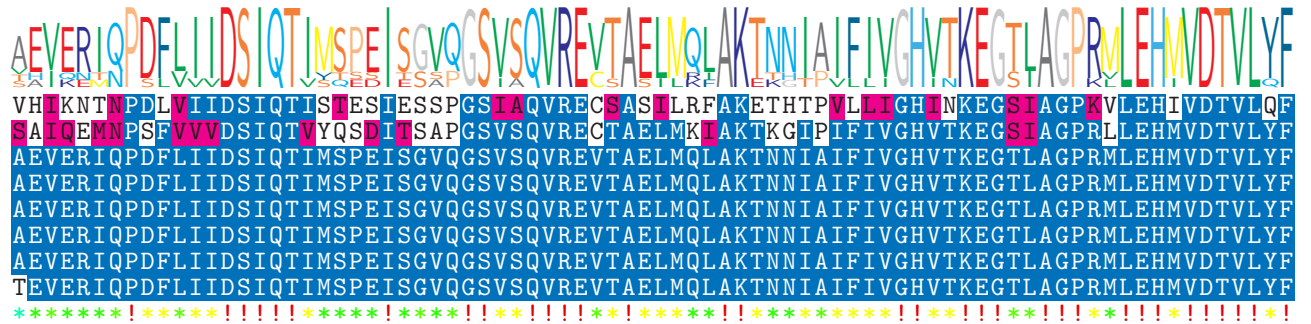 AEVERIQPDFLIIDSIQTIMSPEISGVQGSVSQVREVTAELMQLAKTNNIAIFIVGHVTKEGTLAGPRMLEHMVDTVLYF
VHIKNTNPDLVIIDSIQTISTESIESSPGSIAQVRECSASILRFAKETHTPVLLIGHINKEGSIAGPKVLEHIVDTVLQF
SAIQEMNPSFVVVDSIQTVYQSDITSAPGSVSQVRECTAELMKIAKTKGIPIFIVGHVTKEGSIAGPRLLEHMVDTVLYF
AEVERIQPDFLIIDSIQTIMSPEISGVQGSVSQVREVTAELMQLAKTNNIAIFIVGHVTKEGTLAGPRMLEHMVDTVLYF
AEVERIQPDFLIIDSIQTIMSPEISGVQGSVSQVREVTAELMQLAKTNNIAIFIVGHVTKEGTLAGPRMLEHMVDTVLYF
AEVERIQPDFLIIDSIQTIMSPEISGVQGSVSQVREVTAELMQLAKTNNIAIFIVGHVTKEGTLAGPRMLEHMVDTVLYF
AEVERIQPDFLIIDSIQTIMSPEISGVQGSVSQVREVTAELMQLAKTNNIAIFIVGHVTKEGTLAGPRMLEHMVDTVLYF
AEVERIQPDFLIIDSIQTIMSPEISGVQGSVSQVREVTAELMQLAKTNNIAIFIVGHVTKEGTLAGPRMLEHMVDTVLYF
TEVERIQPDFLIIDSIQTIMSPEISGVQGSVSQVREVTAELMQLAKTNNIAIFIVGHVTKEGTLAGPRMLEHMVDTVLYF
*******!*****!!!!!*****!****!!**!!!!**!*****!!*********!!**!!!**!!!**!!!*!!!!!*!